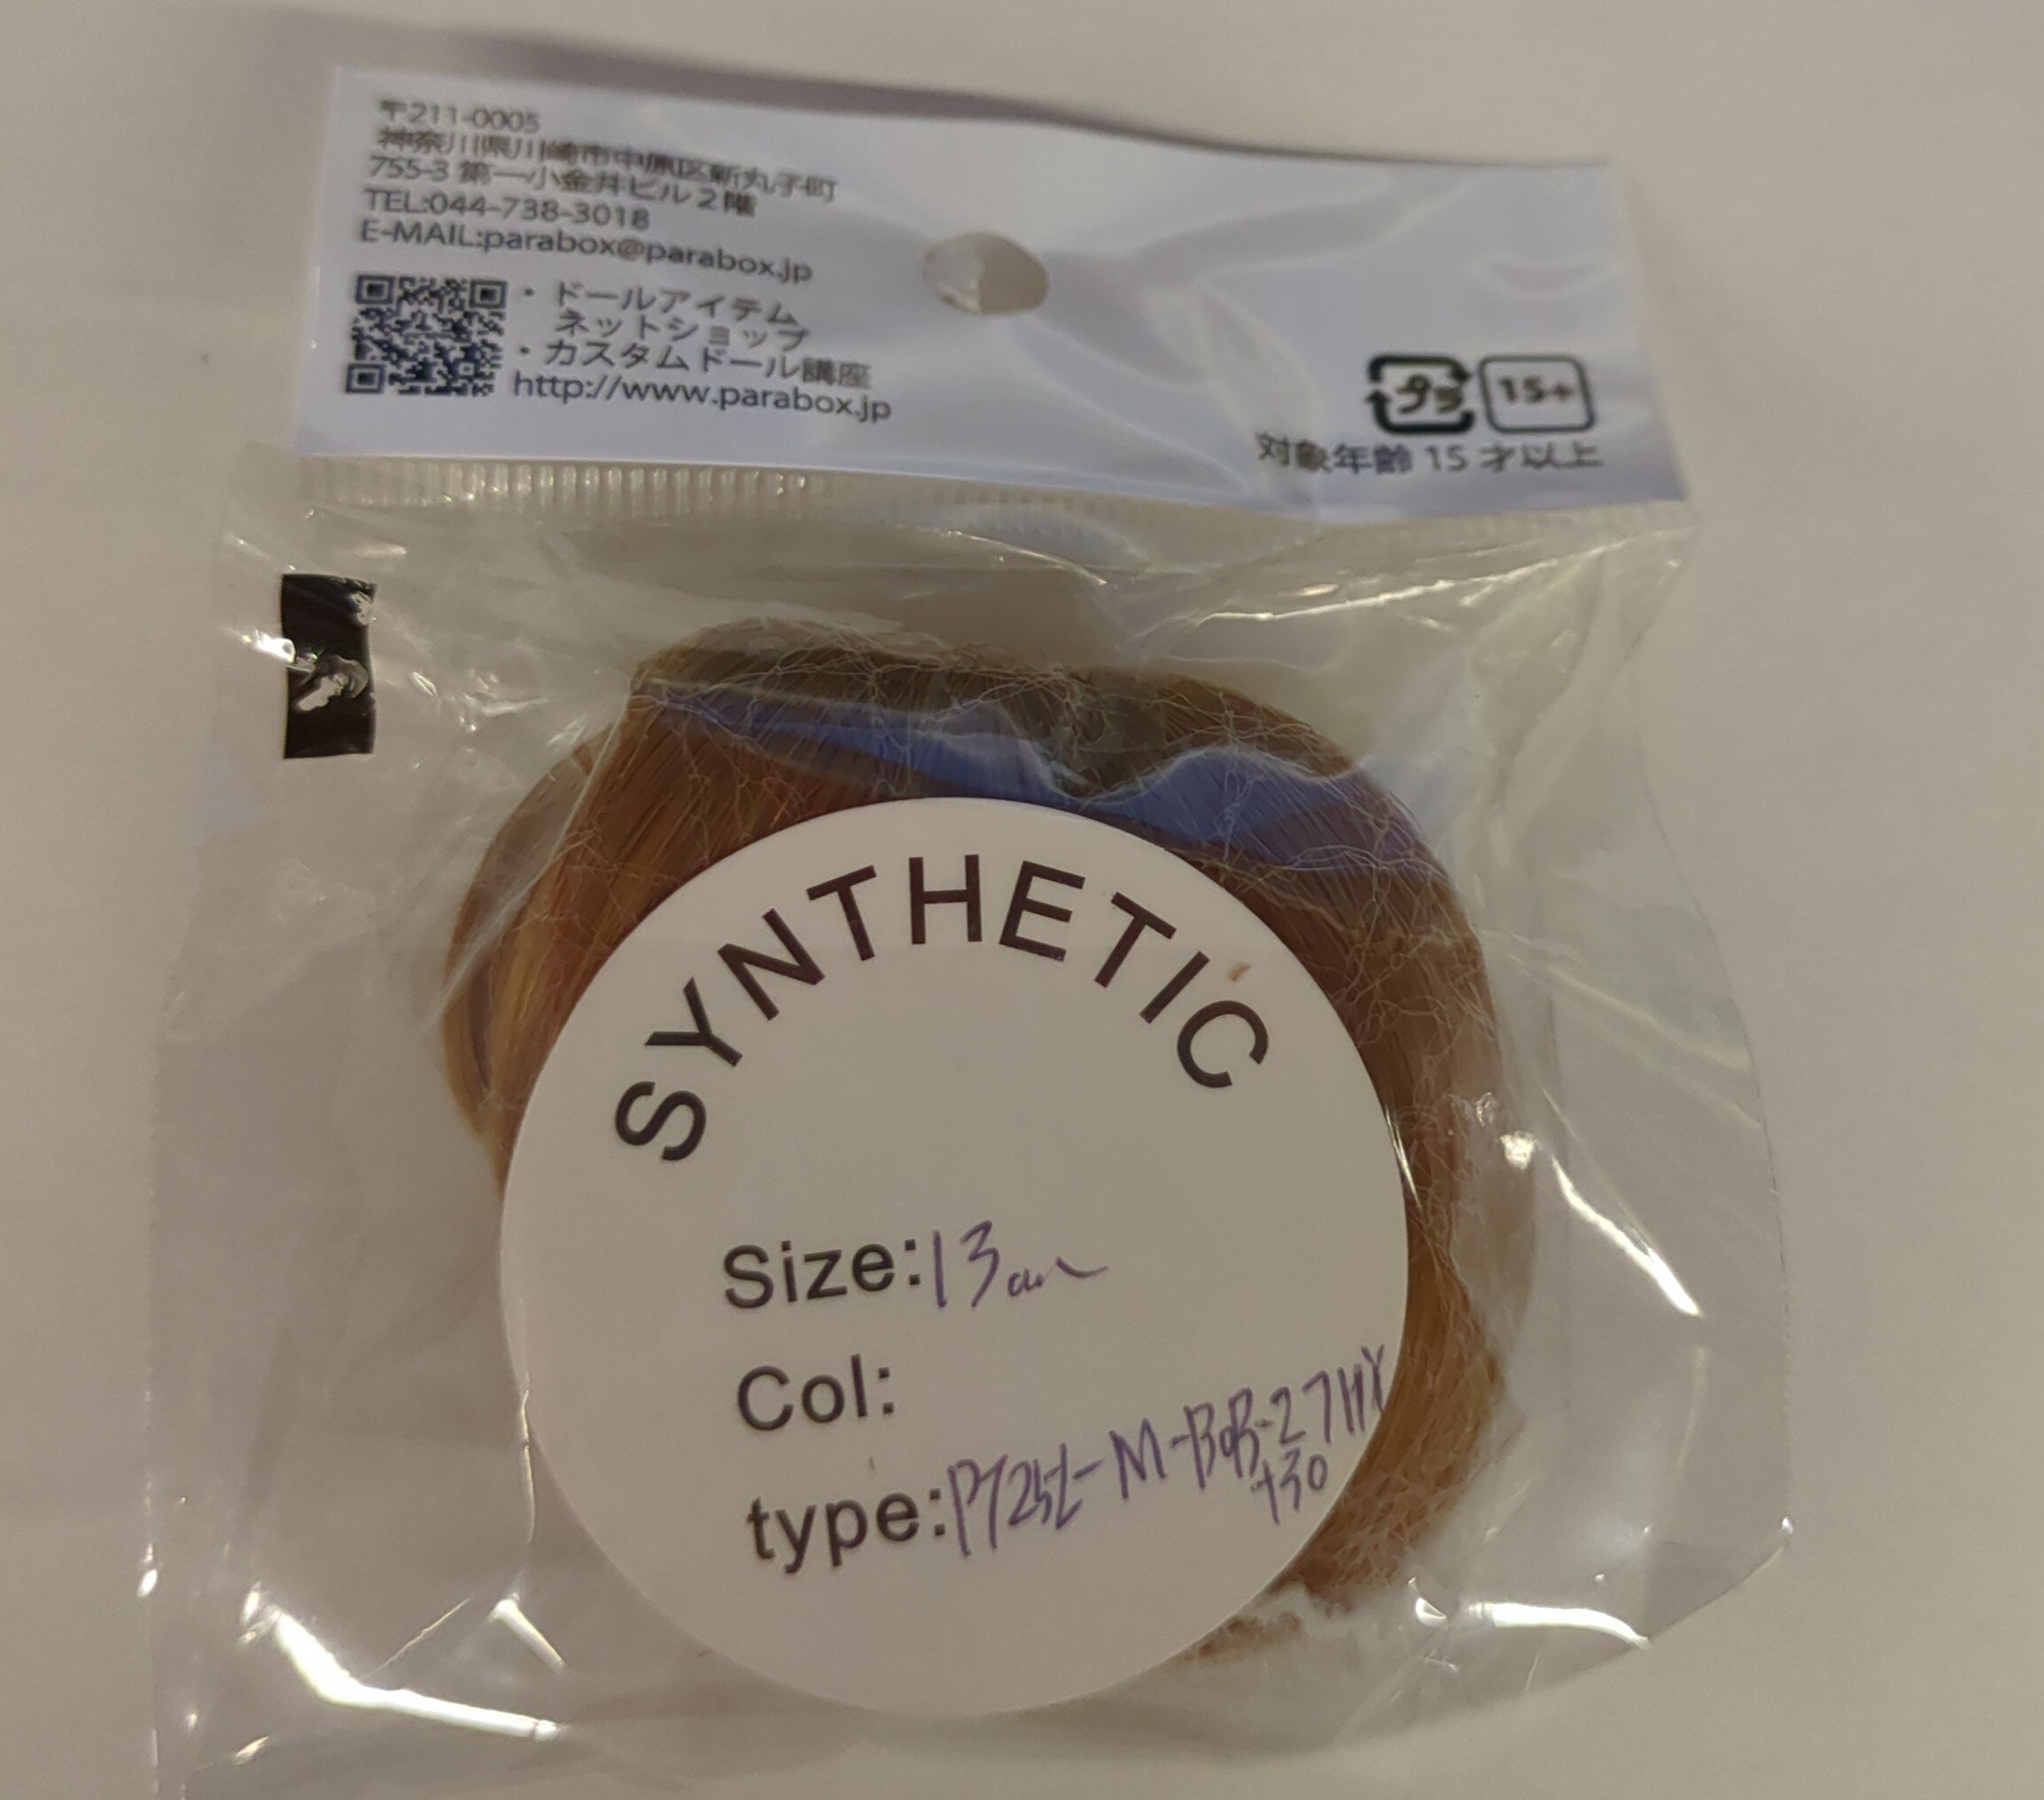 〒211-0005
神奈川県川崎市中原区新丸子町
755-3 第一小金井ビル2階
TEL:044-738-3018
E-MAIL:parabox@parabox.jp
・ドールアイテム
ネットショップ
・カスタムドール講座
http://www.parabox.jp
プラ
15+
対象年齢 15 才以上
SYNTHETIC
Size:13cm
Col:
type: